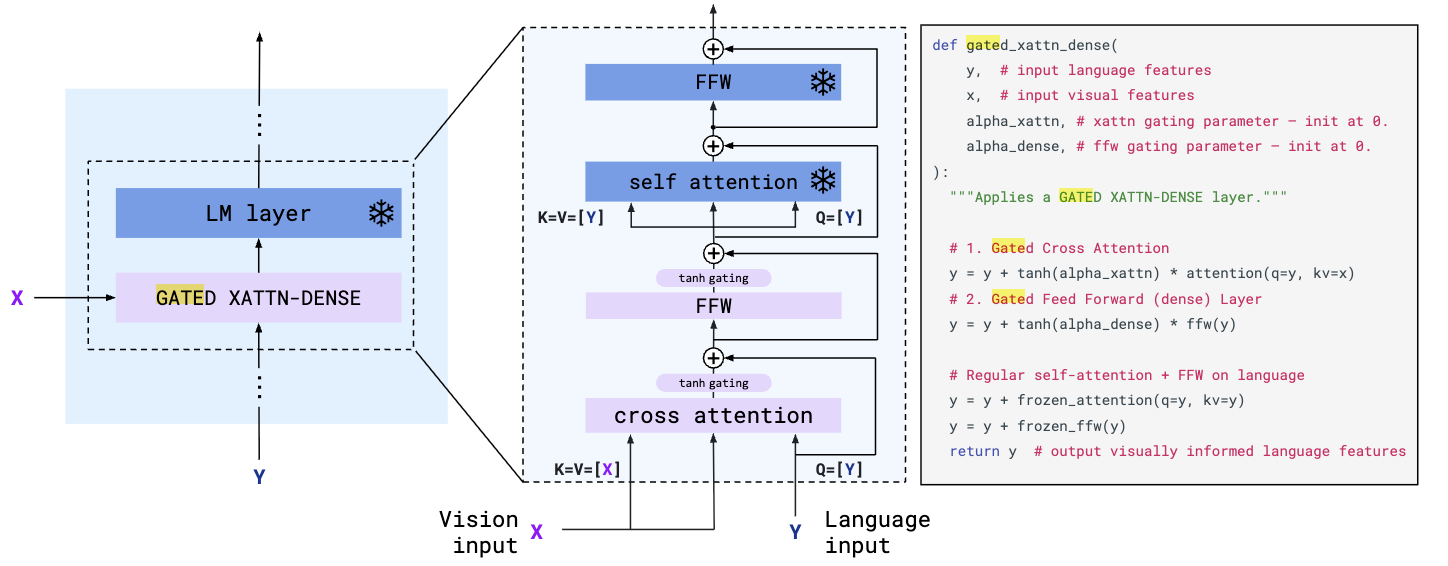 LM layer
GATED XATTN-DENSE
X
Y
FFW
self attention
K=V=[Y]
Q=[Y]
tanh gating
FFW
tanh gating
cross attention
K=V=[X]
Q=[Y]
Vision
input
X
Y
Language
input
def gated_xattn_dense(
y, # input language features
x, # input visual features
alpha_xattn, # xattn gating parameter – init at 0.
alpha_dense, # ffw gating parameter – init at 0.
):
"""Applies a GATED XATTN-DENSE layer."""
# 1. Gated Cross Attention
y = y + tanh(alpha_xattn) * attention(q=y, kv=x)
# 2. Gated Feed Forward (dense) Layer
y = y + tanh(alpha_dense) * ffw(y)
# Regular self-attention + FFW on language
y = y + frozen_attention(q=y, kv=y)
y = y + frozen_ffw(y)
return y # output visually informed language features